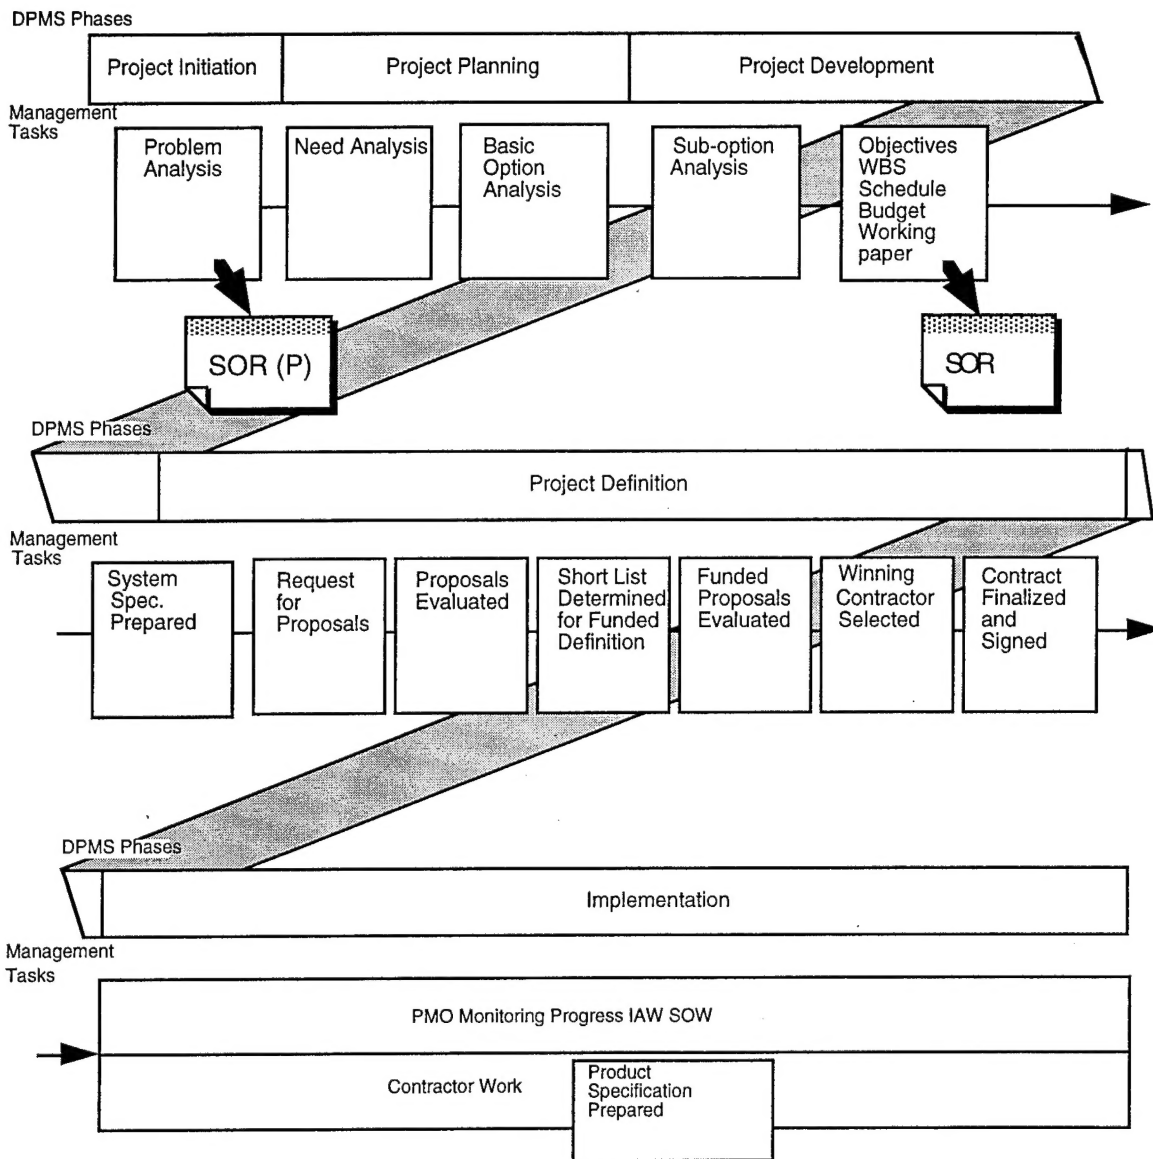 DPMS Phases
Project Initiation
Project Planning
Project Development
Management
Tasks
Problem
Analysis
Need Analysis
Basic
Option
Analysis
Sub-option
Analysis
Objectives
WBS
Schedule
Budget
Working
paper
SOR (P)
SOR
DPMS Phases
Project Definition
Management
Tasks
System
Spec.
Prepared
Request
for
Proposals
Proposals
Evaluated
Short List
Determined
for Funded
Definition
Funded
Proposals
Evaluated
Winning
Contractor
Selected
Contract
Finalized
and
Signed
DPMS Phases
Implementation
Management
Tasks
PMO Monitoring Progress IAW SOW
Contractor Work
Product
Specification
Prepared